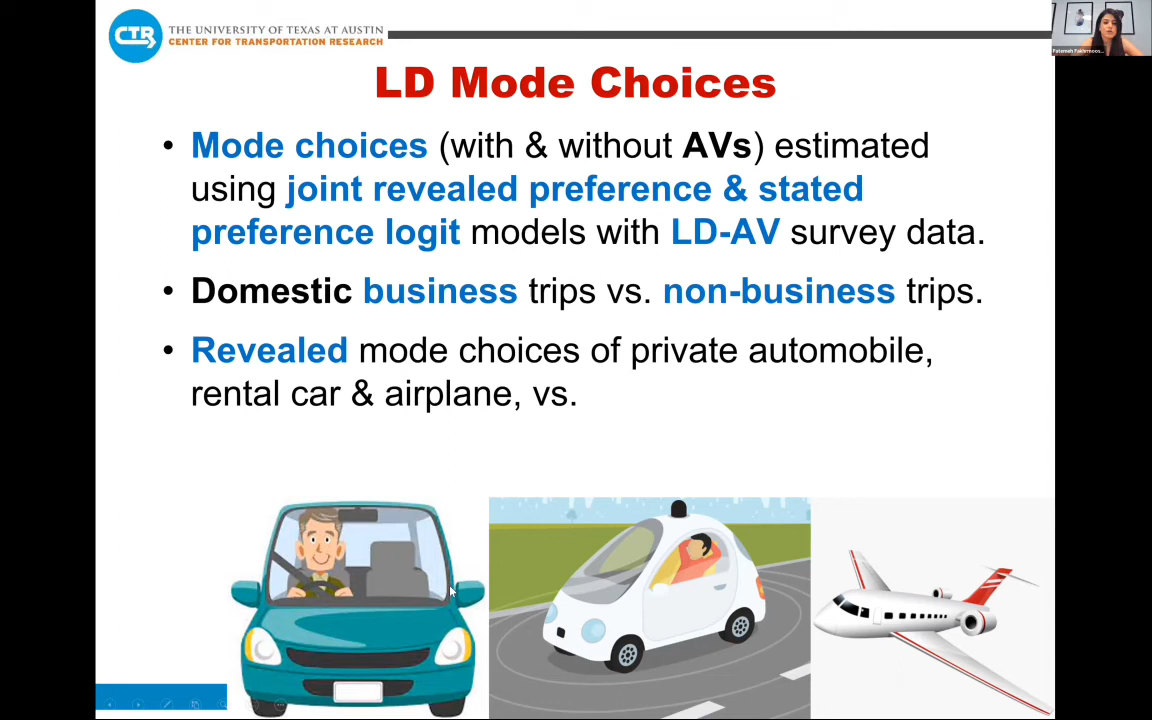 CTR
THE UNIVERSITY OF TEXAS AT AUSTIN
CENTER FOR TRANSPORTATION RESEARCH
LD Mode Choices
• Mode choices (with & without AVs) estimated
using joint revealed preference & stated
preference logit models with LD-AV survey data.
• Domestic business trips vs. non-business trips.
• Revealed mode choices of private automobile,
rental car & airplane, vs.